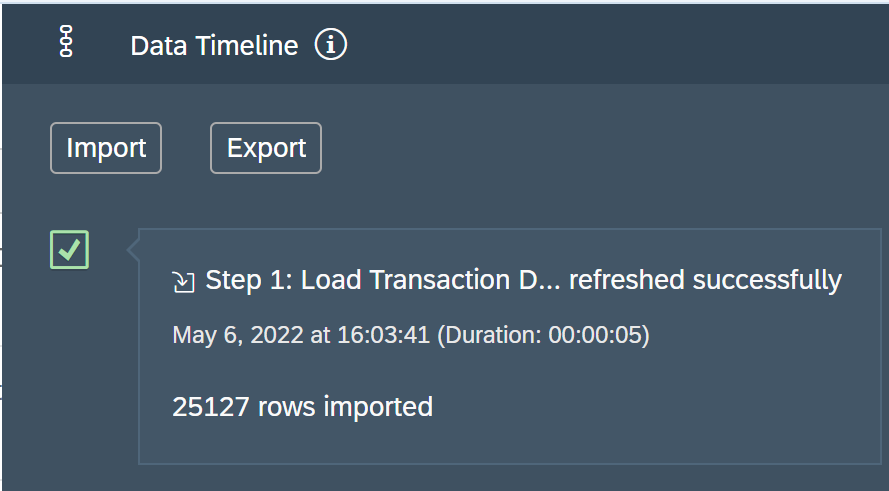 Data Timeline
Import
Export
Step 1: Load Transaction D... refreshed successfully
May 6, 2022 at 16:03:41 (Duration: 00:00:05)
25127 rows imported